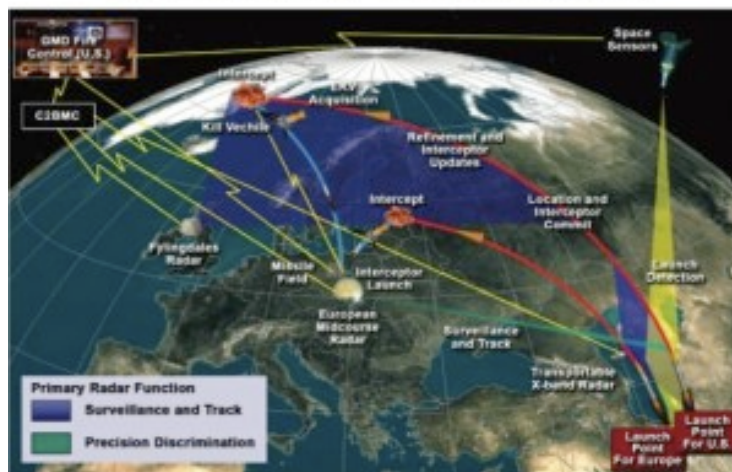 GMD Fire
Control (U.S.)
Space
Sensors
Intercept
EKV
Acquisition
C2BMC
Kill Vechile
Refinement and
Interceptor
Updates
Intercept
Location and
Interceptor
Commit
Fylingdales
Radar
Launch
Detection
Missile
Field
Interceptor
Launch
European
Midcourse
Radar
Surveillance
and Track
Transportable
X-band Radar
Primary Radar Function
Surveillance and Track
Precision Discrimination
Launch
Point
For Europe
Launch
Point
For U.S.